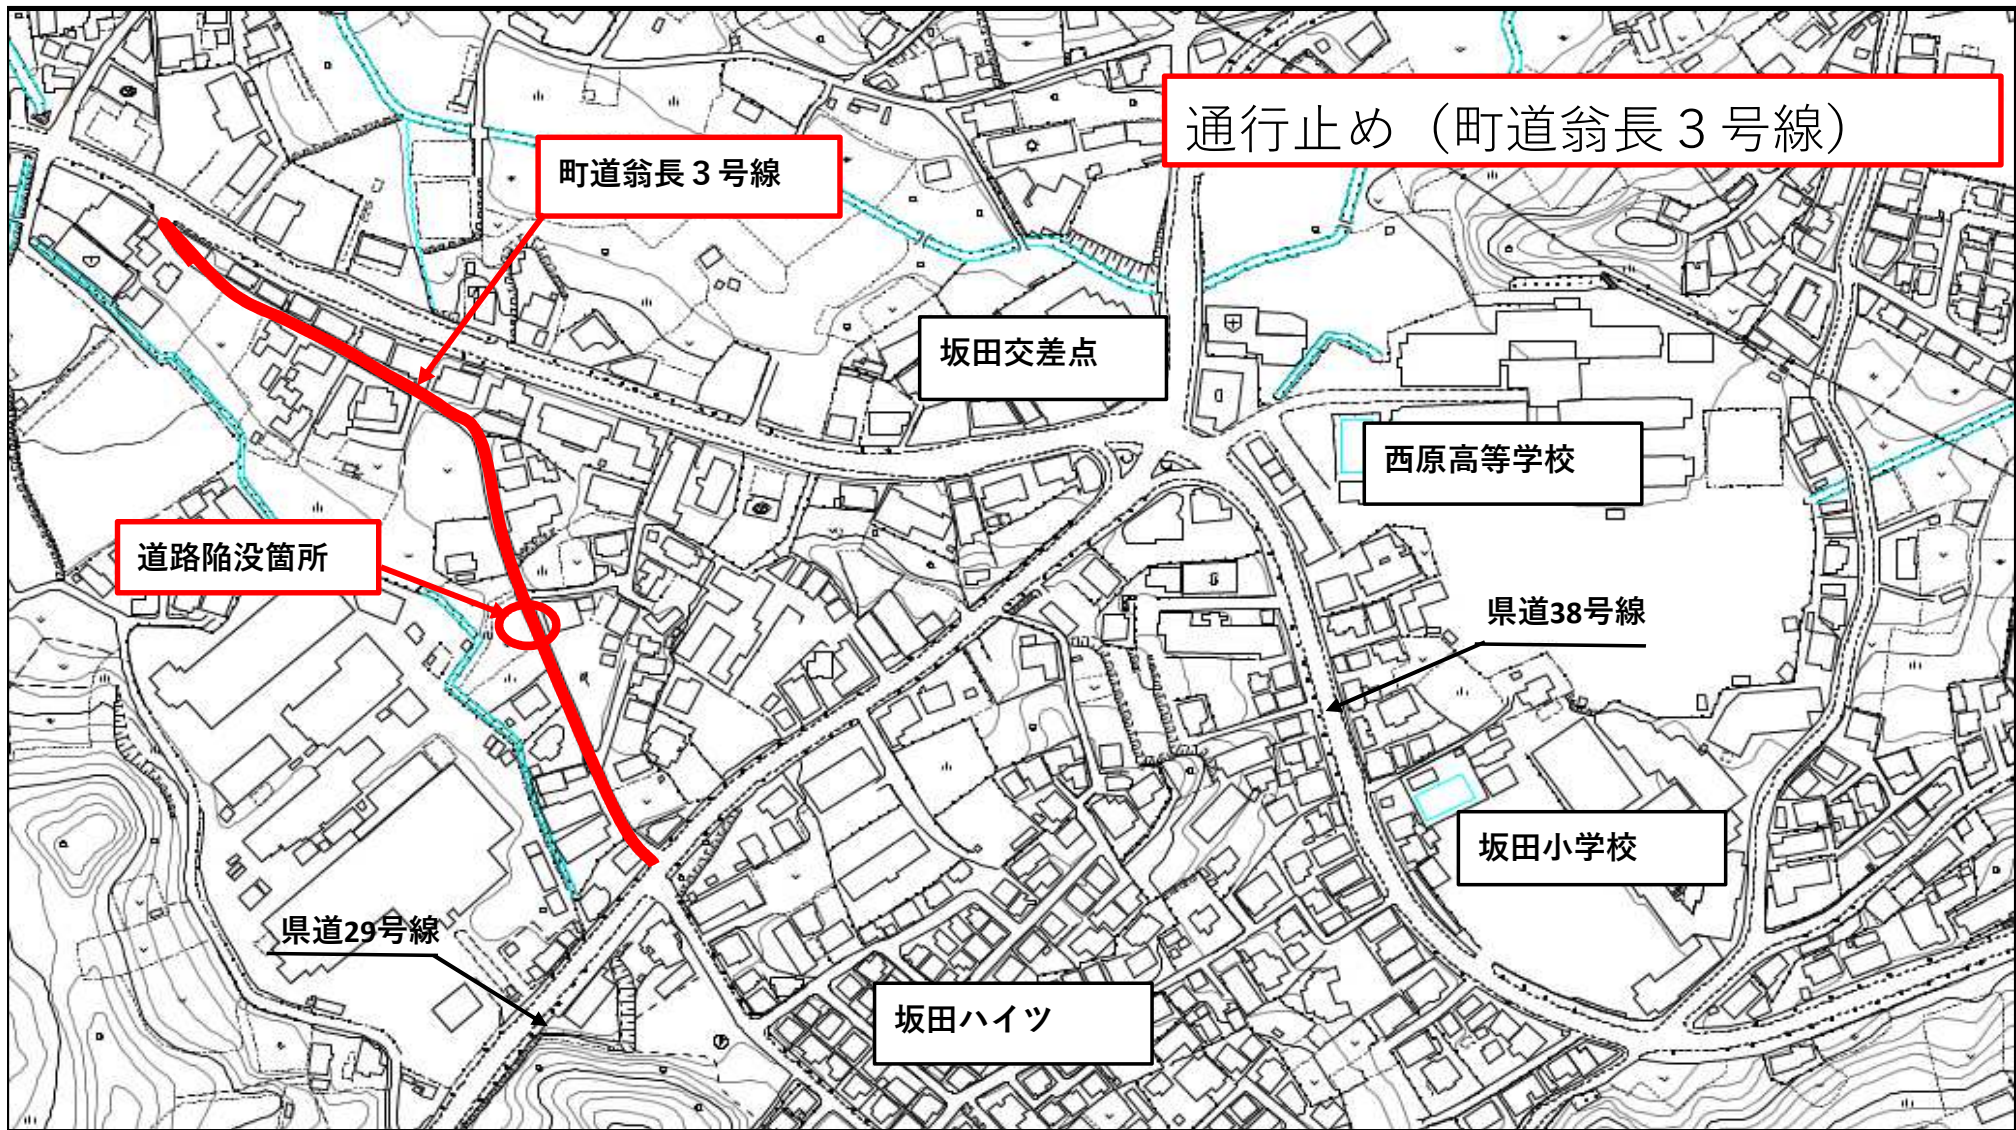 通行止め（町道翁長３号線）
町道翁長３号線
坂田交差点
西原高等学校
道路陥没箇所
県道38号線
坂田小学校
県道29号線
坂田ハイツ